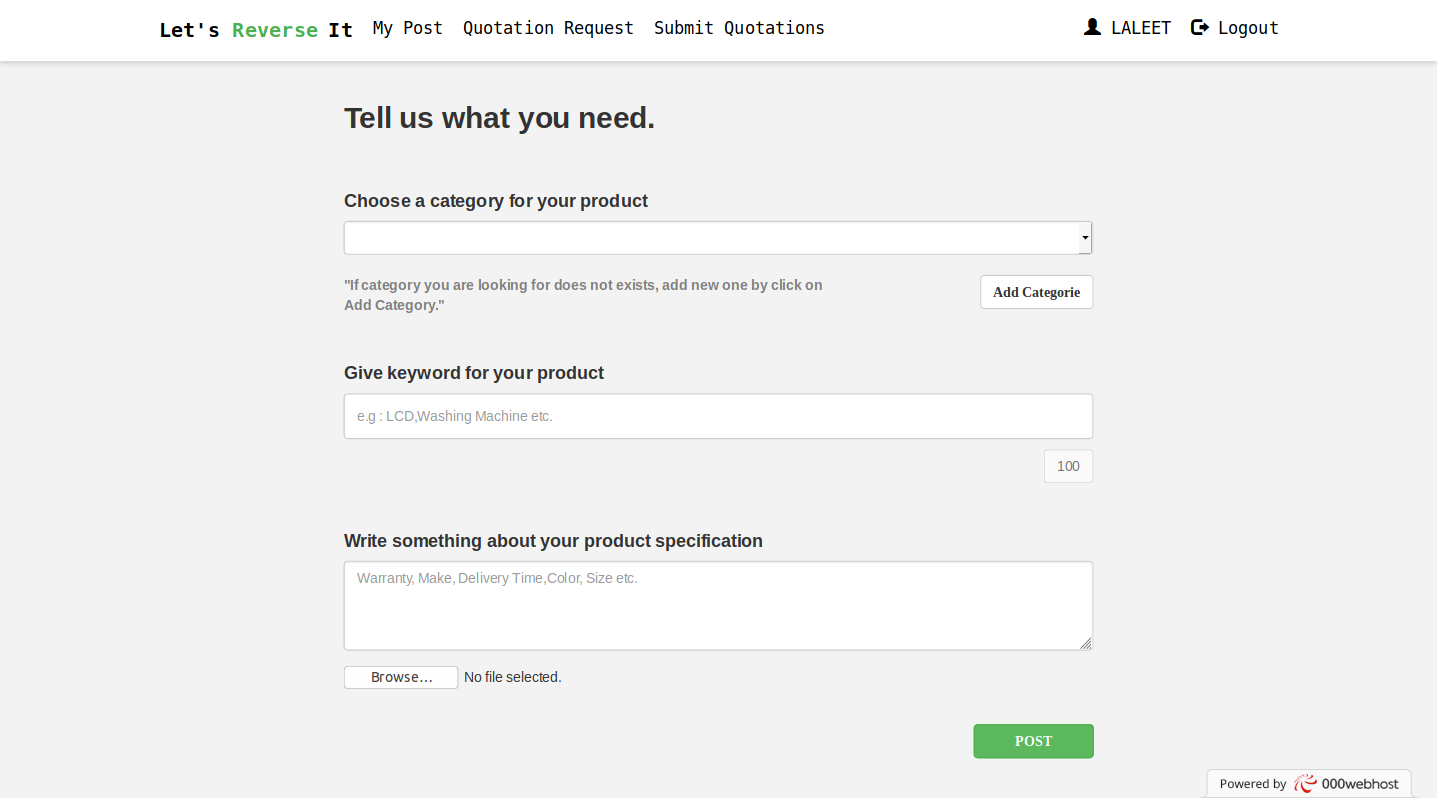 Let's Reverse It My Post Quotation Request Submit Quotations LALEET Logout
Tell us what you need.
Choose a category for your product
"If category you are looking for does not exists, add new one by click on
Add Category."
Add Categorie
Give keyword for your product
e.g : LCD,Washing Machine etc.
100
Write something about your product specification
Warranty, Make, Delivery Time,Color, Size etc.
Browse... No file selected.
POST
Powered by 000webhost